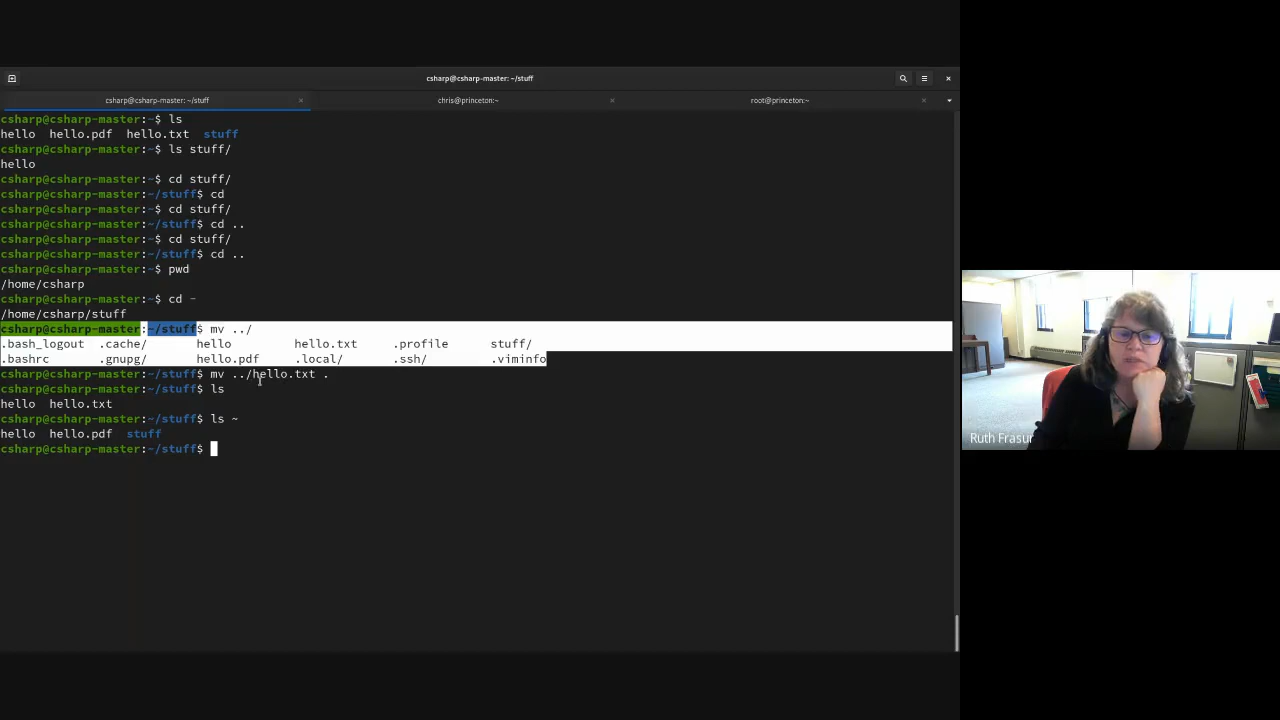 csharp@csharp-master: ~/stuff
csharp@csharp-master: ~/stuff × chris@princeton:~ × root@princeton:~ ×
csharp@csharp-master:~$ ls
hello hello.pdf hello.txt stuff
csharp@csharp-master:~$ ls stuff/
hello
csharp@csharp-master:~$ cd stuff/
csharp@csharp-master:~/stuff$ cd
csharp@csharp-master:~$ cd stuff/
csharp@csharp-master:~/stuff$ cd ..
csharp@csharp-master:~$ cd stuff/
csharp@csharp-master:~/stuff$ cd ..
csharp@csharp-master:~$ pwd
/home/csharp
csharp@csharp-master:~$ cd -
/home/csharp/stuff
csharp@csharp-master:~/stuff$ mv ../
.bash_logout .cache/ hello hello.txt .profile stuff/
.bashrc .gnupg/ hello.pdf .local/ .ssh/ .viminfo
csharp@csharp-master:~/stuff$ mv ../hello.txt .
csharp@csharp-master:~/stuff$ ls
hello hello.txt
csharp@csharp-master:~/stuff$ ls ~
hello hello.pdf stuff
csharp@csharp-master:~/stuff$
Ruth Frasur